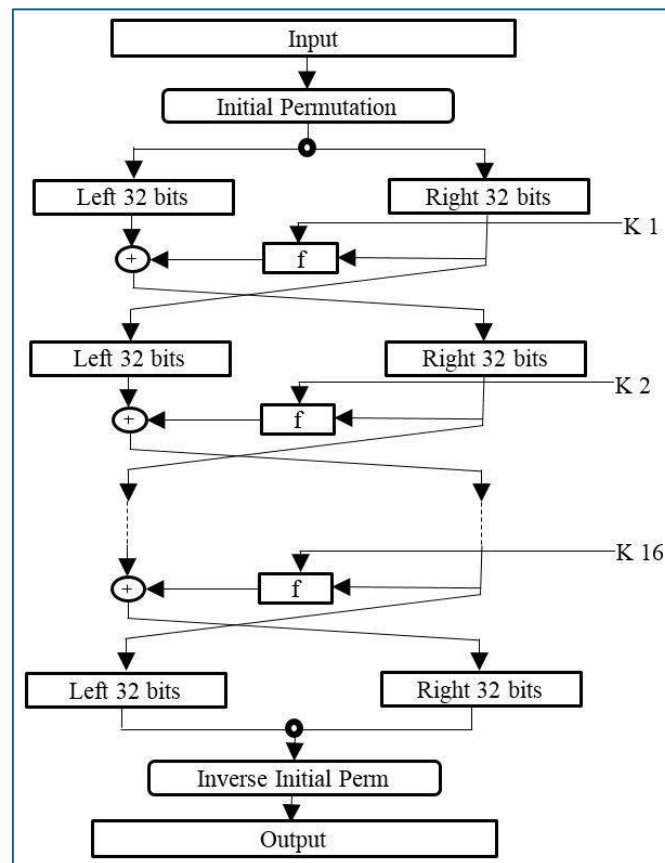 Input
Initial Permutation
Left 32 bits
Right 32 bits
K 1
+
f
Left 32 bits
Right 32 bits
K 2
+
f
K 16
+
f
Left 32 bits
Right 32 bits
Inverse Initial Perm
Output